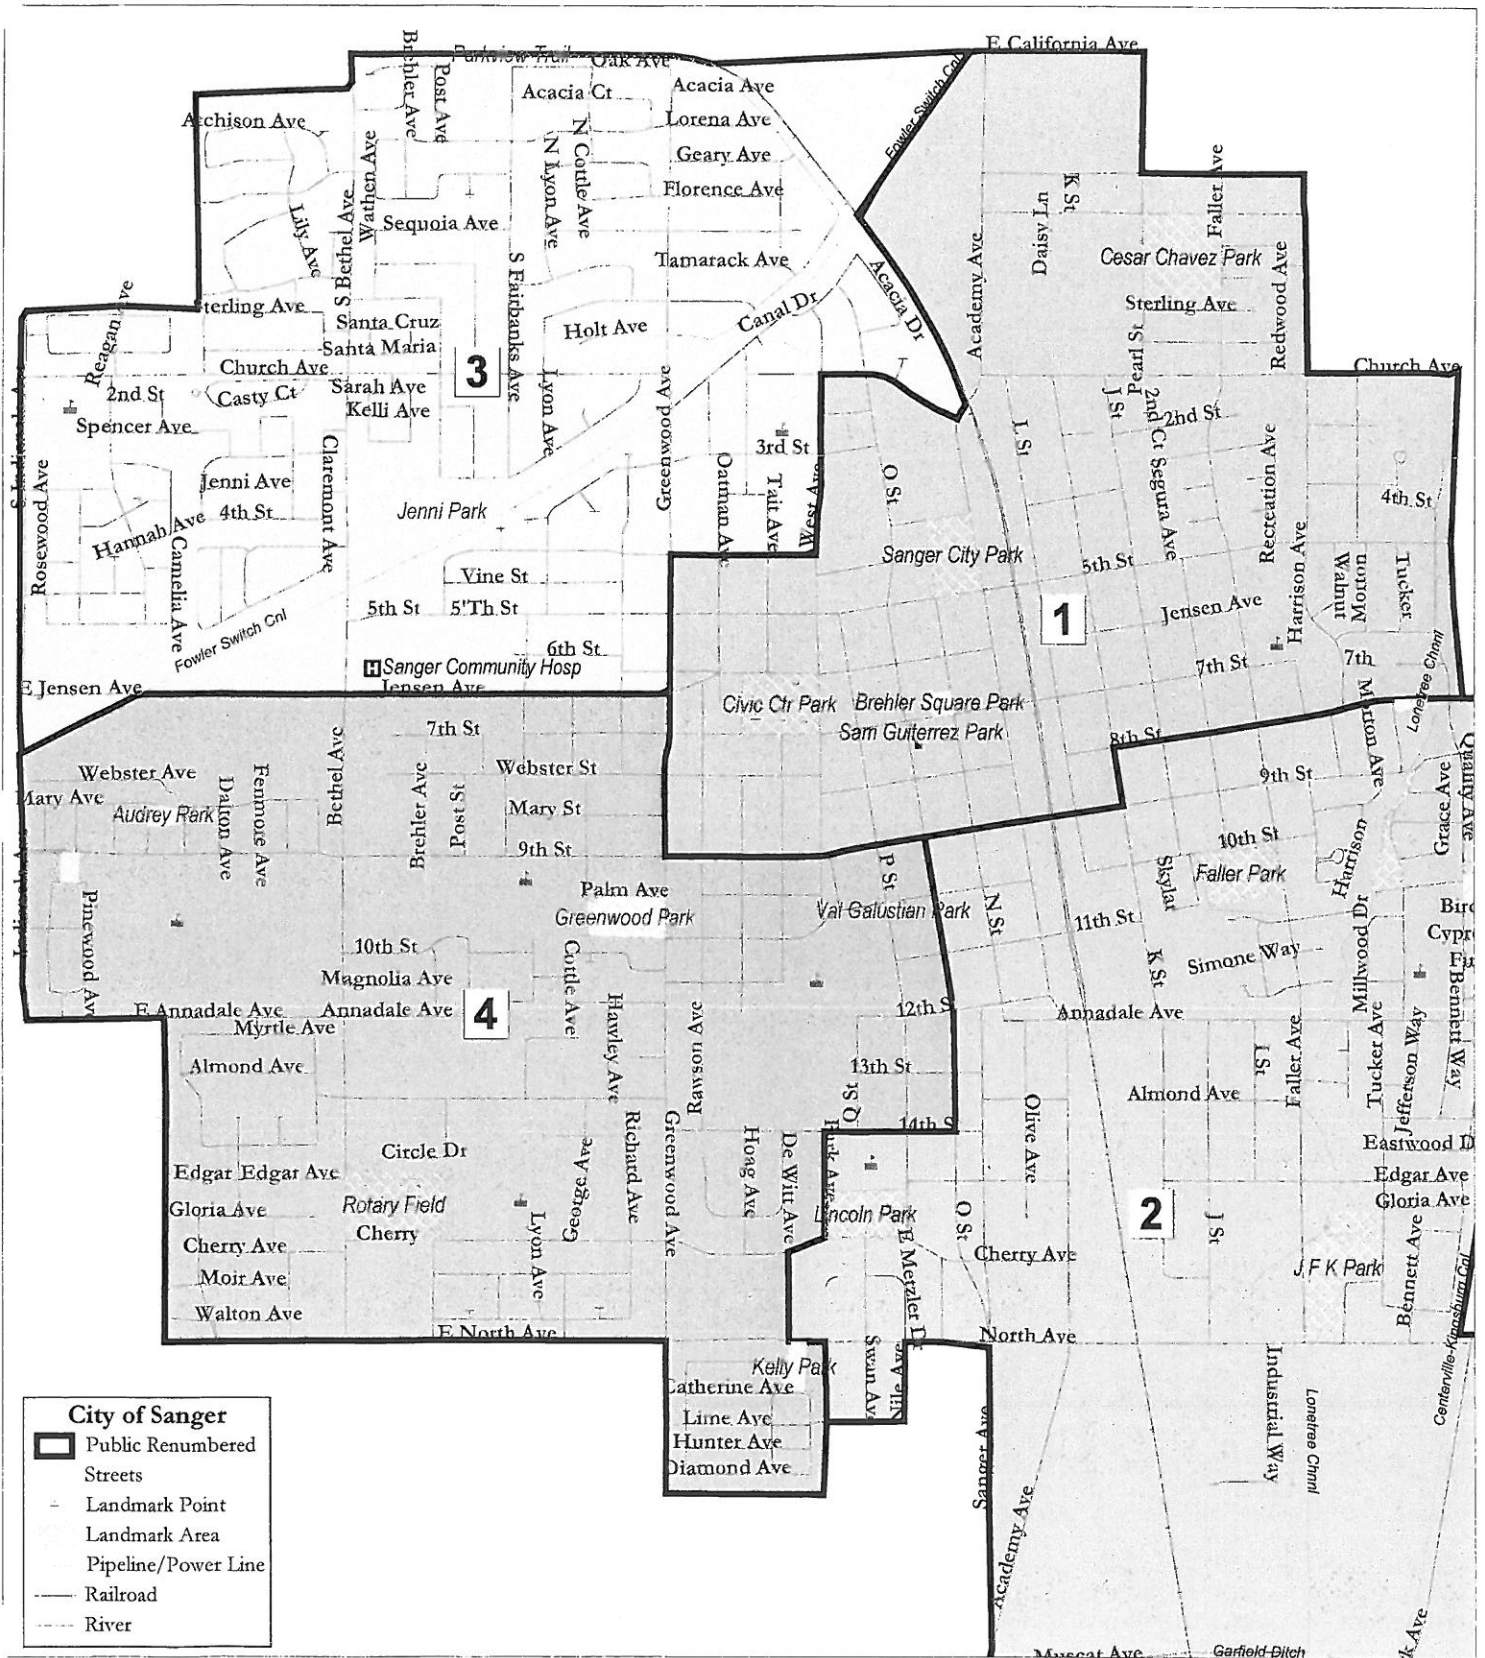 E California Ave
Parkview Trail
Oak Ave
Brehler Ave
Post Ave
Acacia Ct
Acacia Ave
Fowler Switch Cnl
Archison Ave
N Cottle Ave
Lorena Ave
Wathen Ave
N Lyon Ave
Geary Ave
Faller Ave
Florence Ave
K St
Daisy Ln
Lily Ave
S Bethel Ave
Sequoia Ave
Tamarack Ave
Academy Ave
Cesar Chavez Park
S Fairbanks Ave
Acacia Dr
Redwood Ave
Reagan Ave
Sterling Ave
Sterling Ave
Canal Dr
Santa Cruz
Holt Ave
Santa Maria
Pearl St
Church Ave
3
Church Ave
2nd St
Casty Ct
Sarah Ave
Lyon Ave
Greenwood Ave
J St
2nd Ct
2nd St
Kelli Ave
Spencer Ave
L St
3rd St
Rosewood Ave
Claremont Ave
Oatman Ave
Tait Ave
West Ave
O St
Segura Ave
Recreation Ave
Jenni Ave
4th St
4th St
Jenni Park
Hannah Ave
Camelia Ave
Harrison Ave
Sanger City Park
5th St
Walnut
Morton
Tucker
Vine St
5th St
5'Th St
1
Jensen Ave
Fowler Switch Cnl
6th St
H
Sanger Community Hosp
7th St
7th
Lonetree Chnnl
E Jensen Ave
Jensen Ave
Civic Ctr Park
Brehler Square Park
Morton Ave
7th St
Sam Guiterrez Park
8th St
Bethel Ave
Quality Ave
Webster Ave
Webster St
9th St
Mary Ave
Audrey Park
Dalton Ave
Fenmore Ave
Brehler Ave
Post St
Mary St
Grace Ave
9th St
10th St
Harrison
P St
Skylar
Faller Park
Palm Ave
Pinewood Av
Greenwood Park
Val Galustian Park
N St
11th St
10th St
Cottle Ave
K St
Simone Way
Millwood Dr
Magnolia Ave
Bennett Way
E Annadale Ave
Annadale Ave
4
Hawley Ave
Rawson Ave
12th S
Annadale Ave
Myrtle Ave
Almond Ave
13th St
I St
Faller Ave
Tucker Ave
Jefferson Way
Q St
Almond Ave
14th S
Olive Ave
Park Ave
Circle Dr
George Ave
Richard Ave
Greenwood Ave
Hoag Ave
De Witt Ave
Eastwood D
Edgar
Edgar Ave
Edgar Ave
Gloria Ave
Rotary Field
Lincoln Park
O St
2
J St
Gloria Ave
Cherry
Lyon Ave
Cherry Ave
E Metzler Dr
Cherry Ave
J F K Park
Bennett Ave
Moir Ave
Walton Ave
E North Ave
North Ave
Centerville-Kingsburg Cnl
Kelly Park
Swan Av
Nile Ave
Industrial Way
Catherine Ave
Lonetree Chnnl
Lime Ave
Sanger Ave
Hunter Ave
Diamond Ave
Academy Ave
Muscat Ave
Garfield Ditch
City of Sanger
Public Renumbered
Streets
Landmark Point
Landmark Area
Pipeline/Power Line
Railroad
River